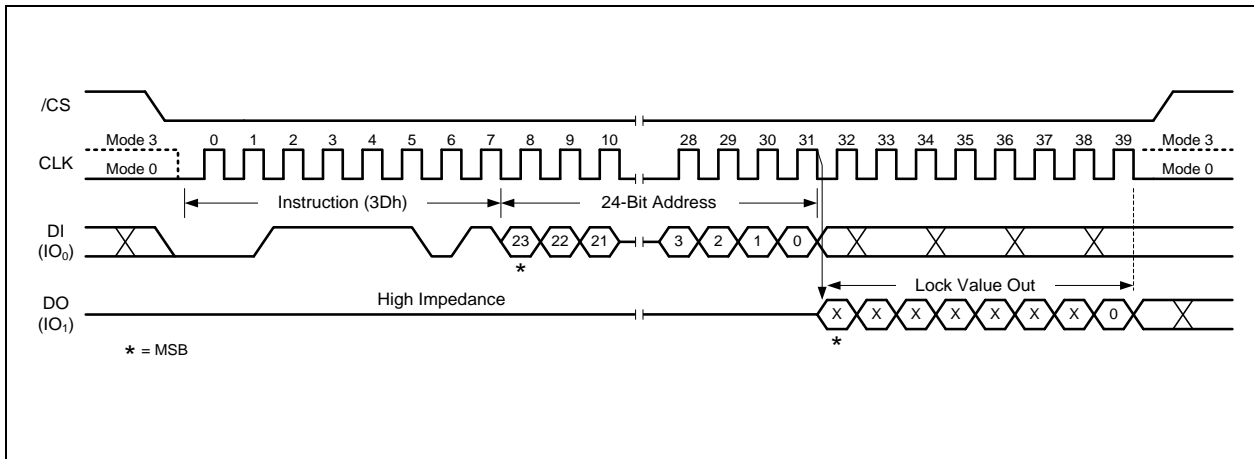 /CS
Mode 3 0 1 2 3 4 5 6 7 8 9 10 28 29 30 31 32 33 34 35 36 37 38 39 Mode 3
CLK
Mode 0 Mode 0
Instruction (3Dh) 24-Bit Address
DI
(IO₀)
23 22 21 3 2 1 0
*
Lock Value Out
DO
(IO₁)
High Impedance
X X X X X X X 0
*
* = MSB